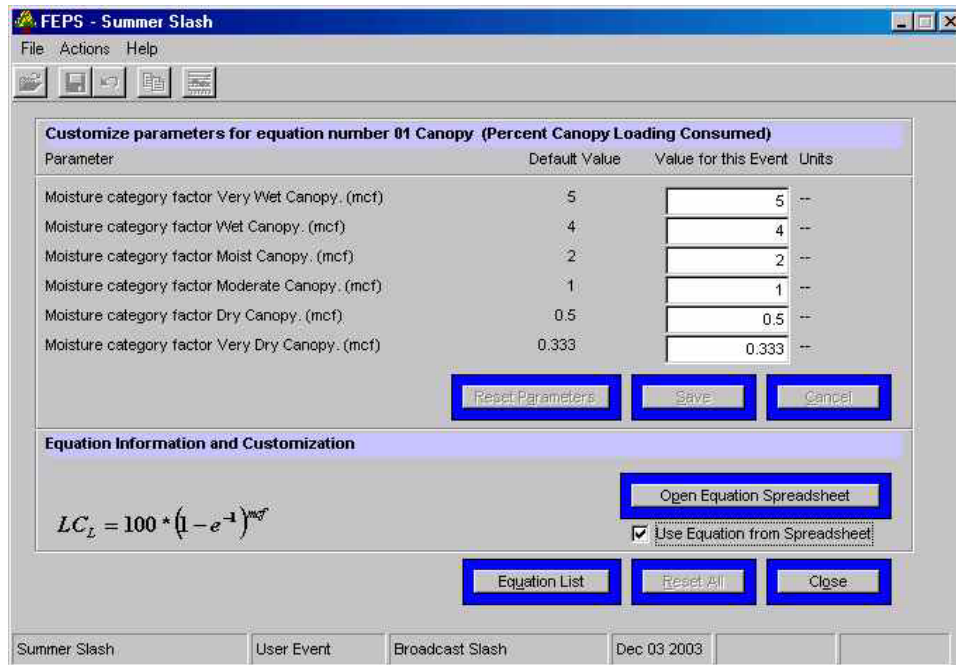 FEPS - Summer Slash
File Actions Help
Customize parameters for equation number 01 Canopy (Percent Canopy Loading Consumed)
Parameter Default Value Value for this Event Units
Moisture category factor Very Wet Canopy. (mcf) 5 5 --
Moisture category factor Wet Canopy. (mcf) 4 4 --
Moisture category factor Moist Canopy. (mcf) 2 2 --
Moisture category factor Moderate Canopy. (mcf) 1 1 --
Moisture category factor Dry Canopy. (mcf) 0.5 0.5 --
Moisture category factor Very Dry Canopy. (mcf) 0.333 0.333 --
Reset Parameters Save Cancel
Equation Information and Customization
Open Equation Spreadsheet
LC_L = 100 * (1 - e^-1)^mcf
Use Equation from Spreadsheet
Equation List Reset All Close
Summer Slash User Event Broadcast Slash Dec 03 2003